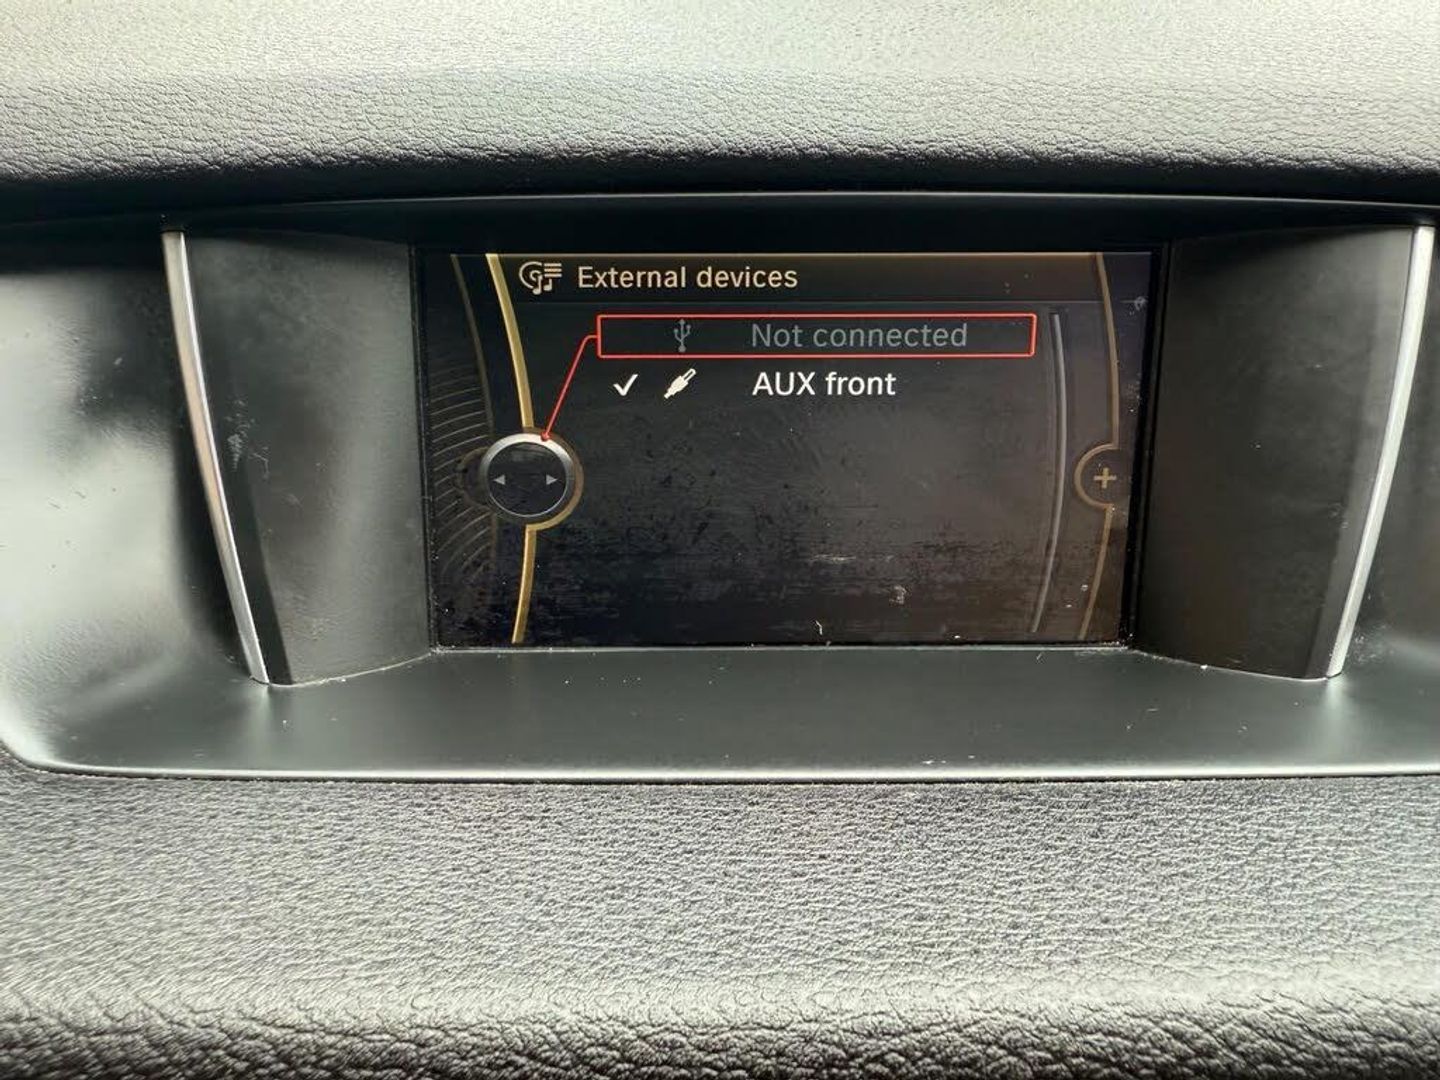 External devices
Not connected
AUX front